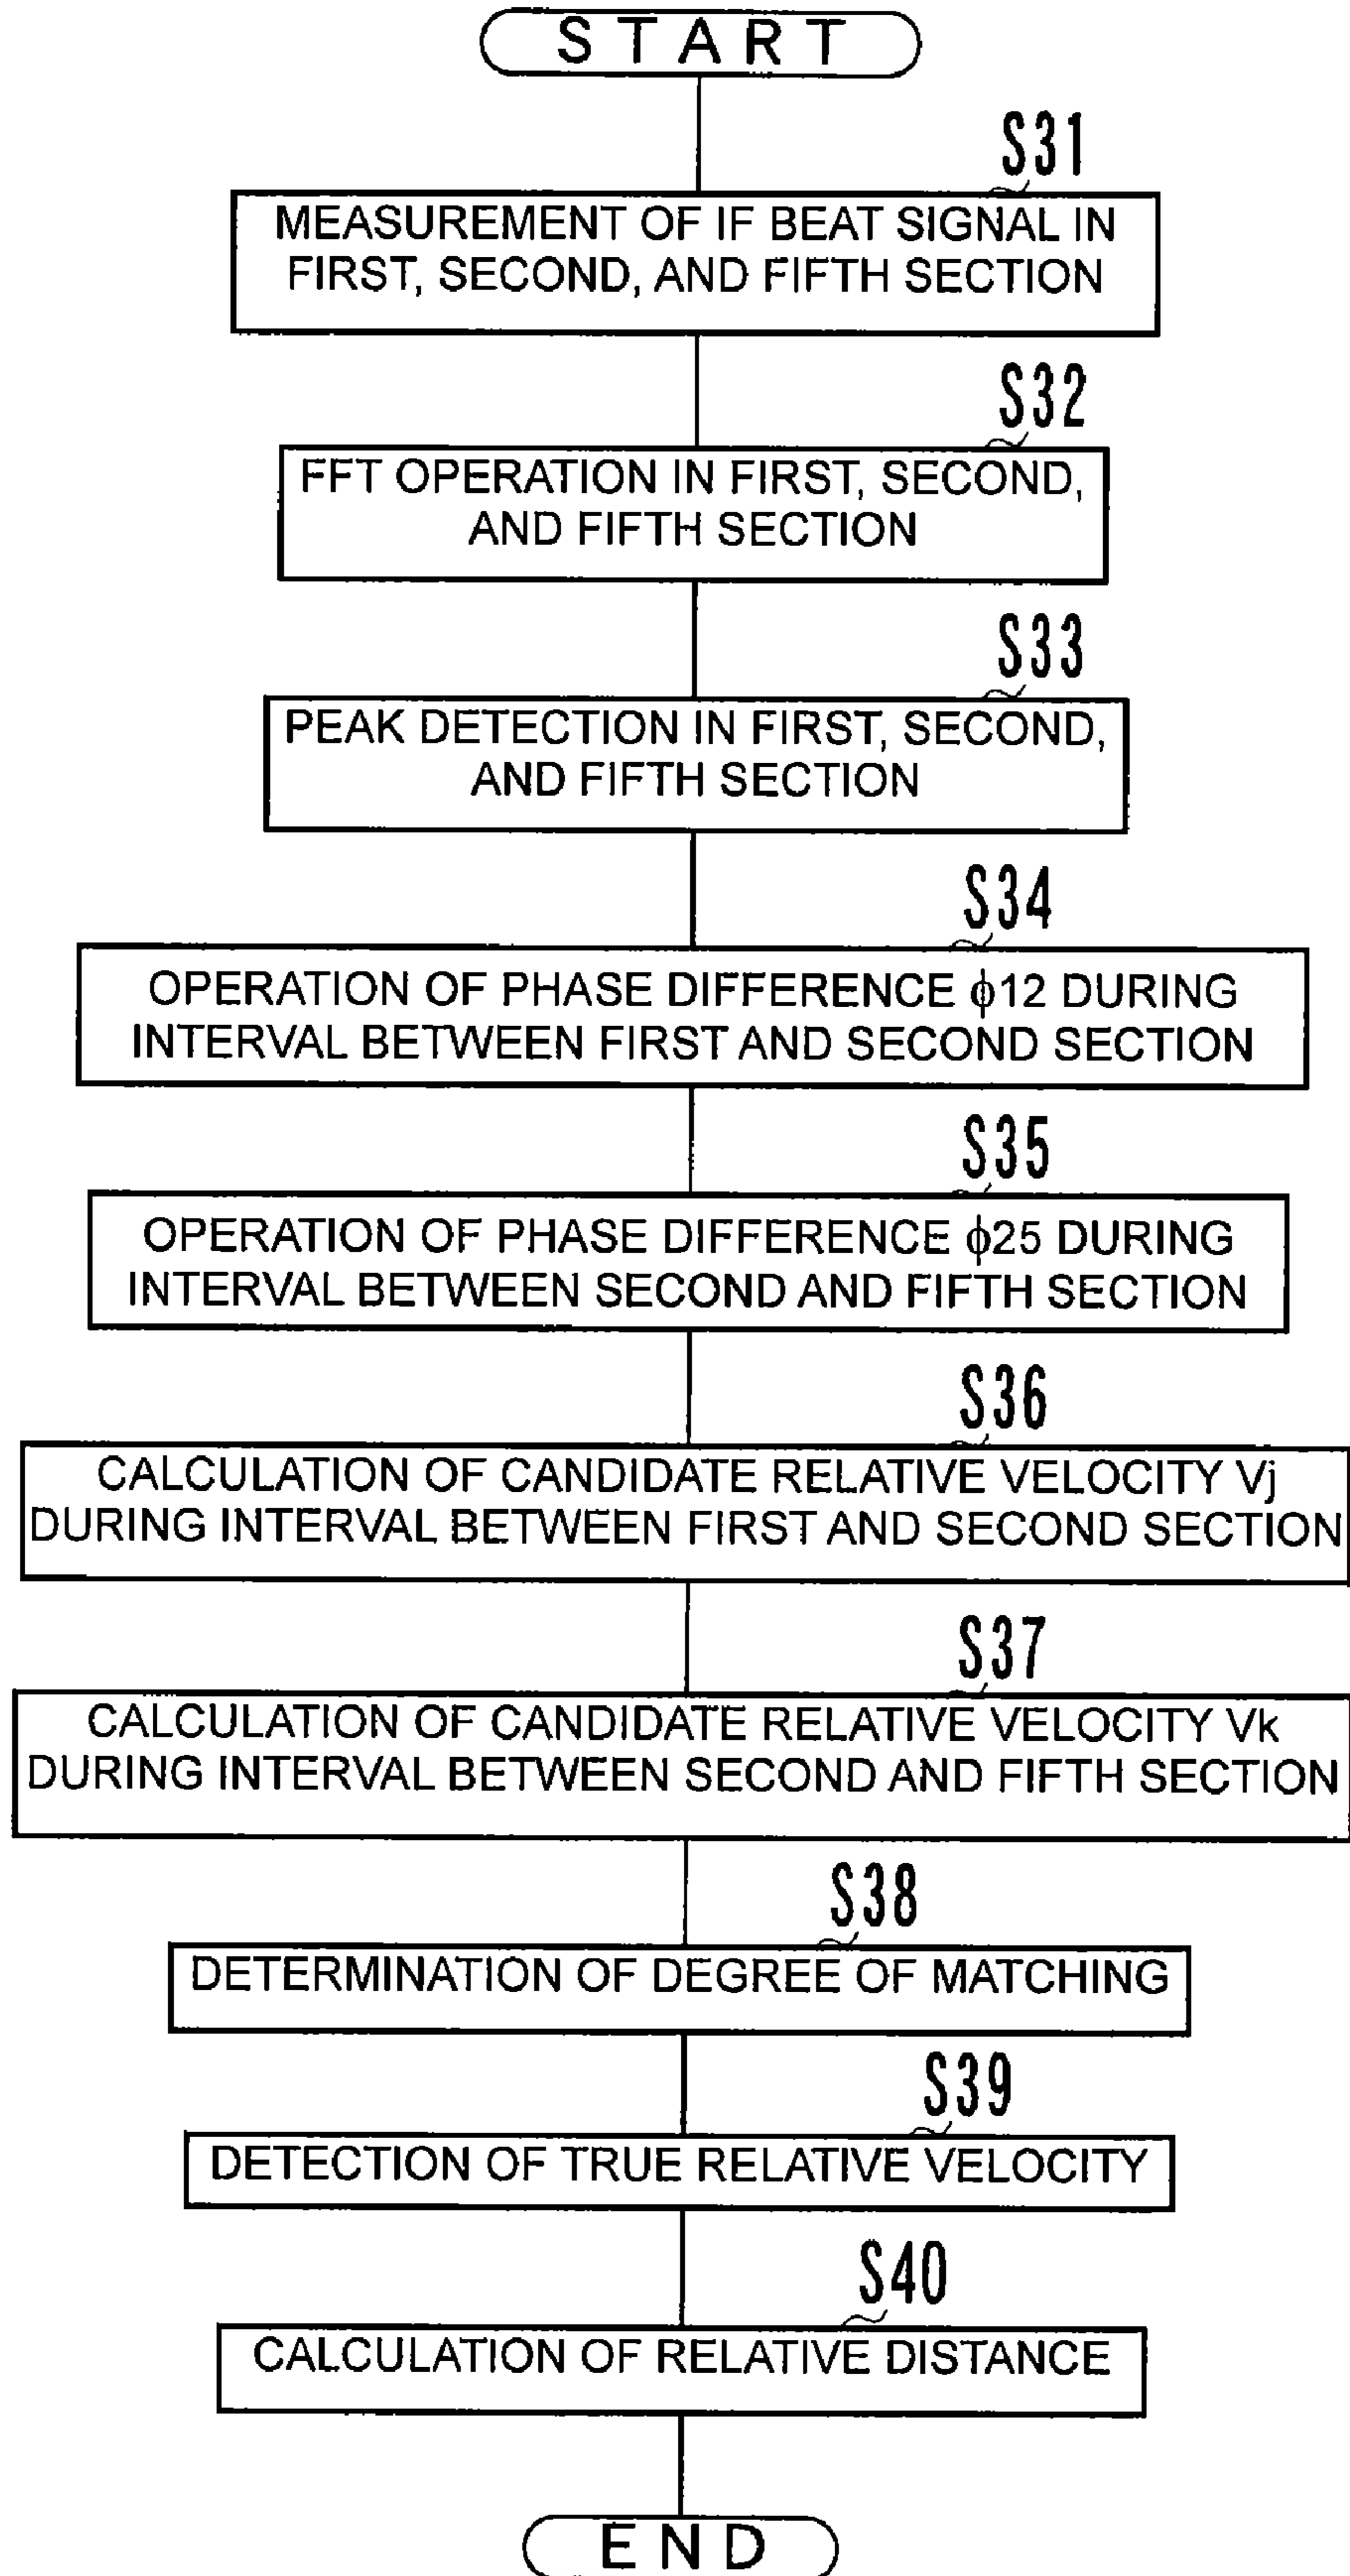 START
S31
MEASUREMENT OF IF BEAT SIGNAL IN
FIRST, SECOND, AND FIFTH SECTION
S32
FFT OPERATION IN FIRST, SECOND,
AND FIFTH SECTION
S33
PEAK DETECTION IN FIRST, SECOND,
AND FIFTH SECTION
S34
OPERATION OF PHASE DIFFERENCE ϕ12 DURING
INTERVAL BETWEEN FIRST AND SECOND SECTION
S35
OPERATION OF PHASE DIFFERENCE ϕ25 DURING
INTERVAL BETWEEN SECOND AND FIFTH SECTION
S36
CALCULATION OF CANDIDATE RELATIVE VELOCITY Vj
DURING INTERVAL BETWEEN FIRST AND SECOND SECTION
S37
CALCULATION OF CANDIDATE RELATIVE VELOCITY Vk
DURING INTERVAL BETWEEN SECOND AND FIFTH SECTION
S38
DETERMINATION OF DEGREE OF MATCHING
S39
DETECTION OF TRUE RELATIVE VELOCITY
S40
CALCULATION OF RELATIVE DISTANCE
END